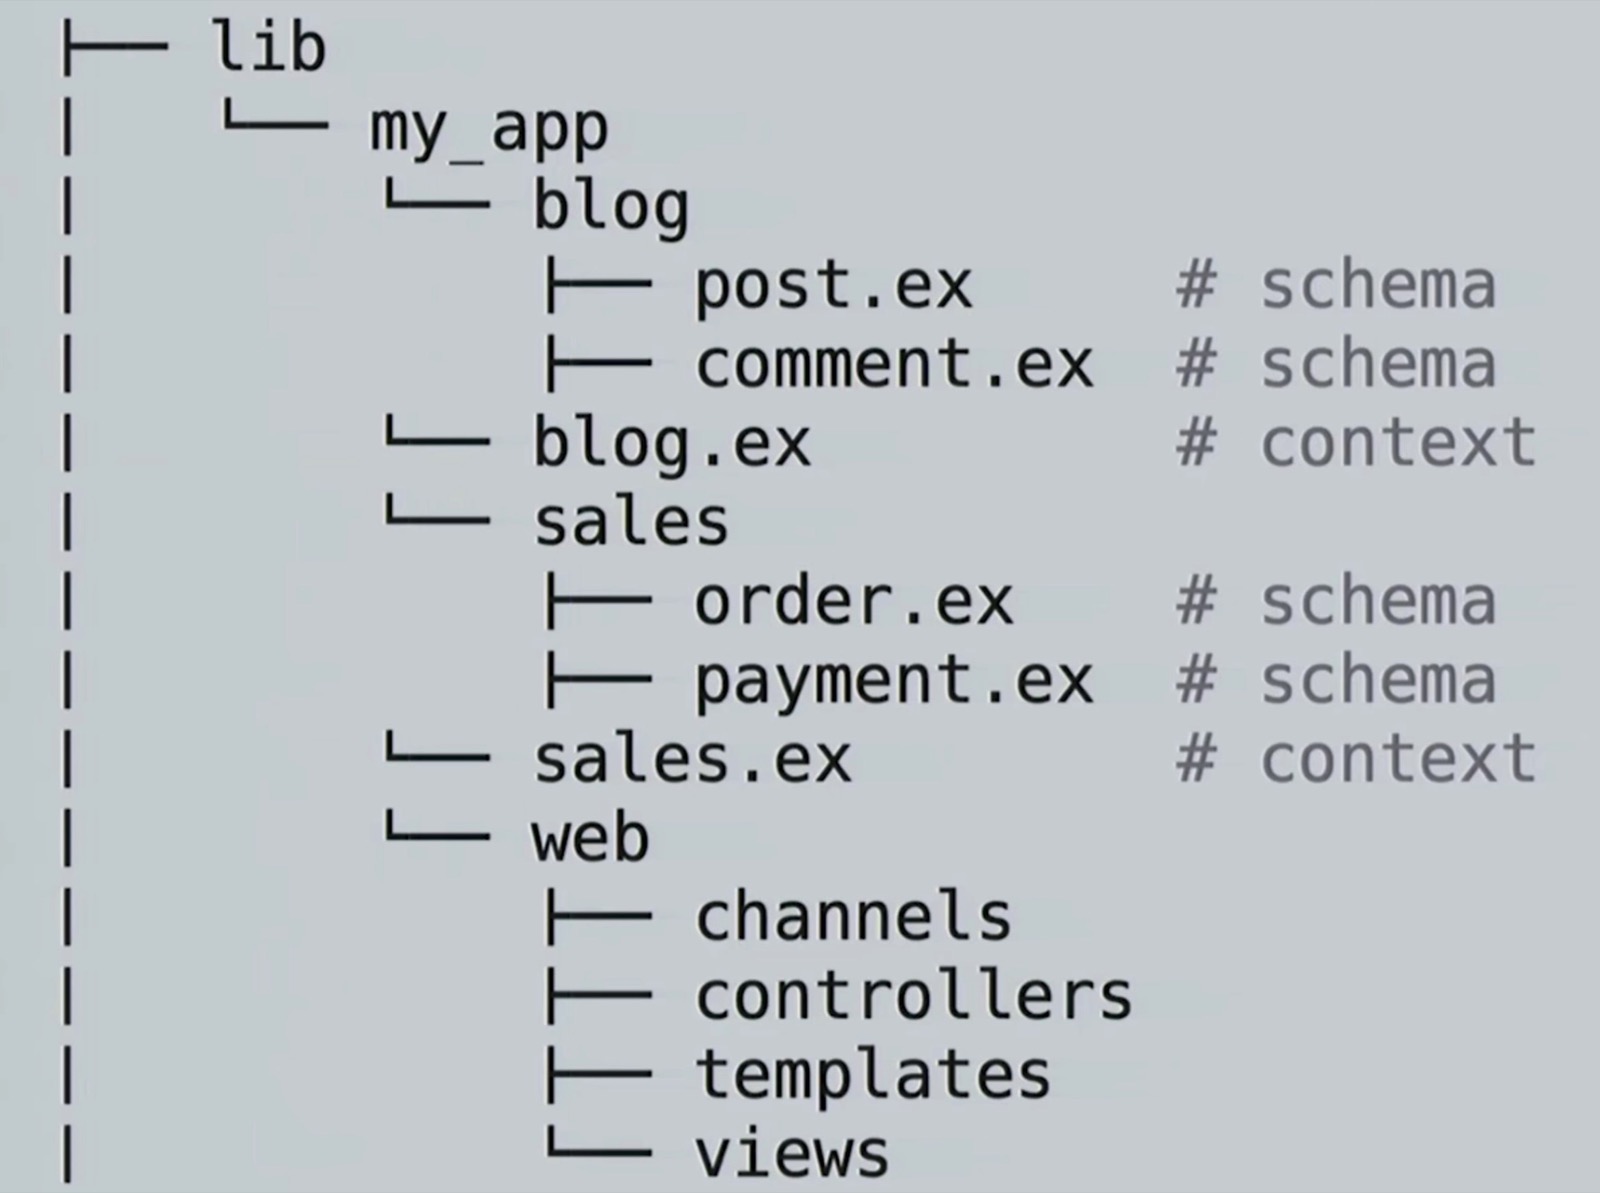 ├── lib
│   └── my_app
│       └── blog
│           ├── post.ex     # schema
│           ├── comment.ex  # schema
│       └── blog.ex         # context
│       └── sales
│           ├── order.ex    # schema
│           ├── payment.ex  # schema
│       └── sales.ex        # context
│       └── web
│           ├── channels
│           ├── controllers
│           ├── templates
│           └── views